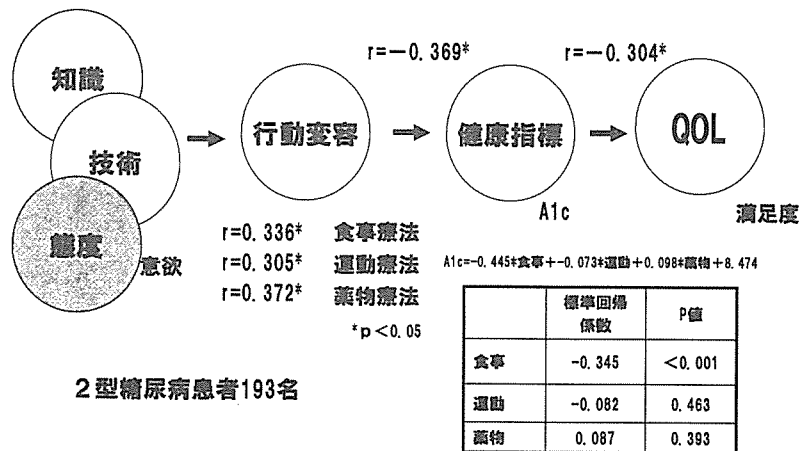 r=－0.369*
r=－0.304*
知識
技術
態度
意欲
行動変容
健康指標
QOL
A1c
満足度
r=0.336* 食事療法
r=0.305* 運動療法
r=0.372* 薬物療法
*p＜0.05
A1c=-0.445*食事＋-0.073*運動＋0.098*薬物＋8.474
標準回帰
係数
P値
食事 -0.345 ＜0.001
運動 -0.082 0.463
薬物 0.087 0.393
２型糖尿病患者193名